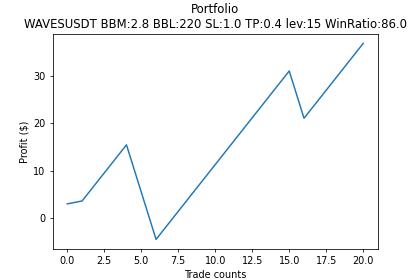 Portfolio
WAVESUSDT BBM:2.8 BBL:220 SL:1.0 TP:0.4 lev:15 WinRatio:86.0
30
20
10
0
Profit ($)
0.0 2.5 5.0 7.5 10.0 12.5 15.0 17.5 20.0
Trade counts